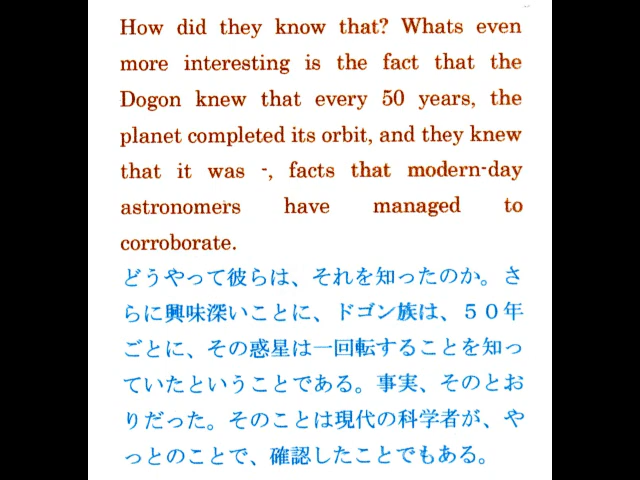 How did they know that? Whats even
more interesting is the fact that the
Dogon knew that every 50 years, the
planet completed its orbit, and they knew
that it was -, facts that modern-day
astronomers have managed to
corroborate.
どうやって彼らは、それを知ったのか。さ
らに興味深いことに、ドゴン族は、５０年
ごとに、その惑星は一回転することを知っ
ていたということである。事実、そのとお
りだった。そのことは現代の科学者が、や
っとのことで、確認したことでもある。